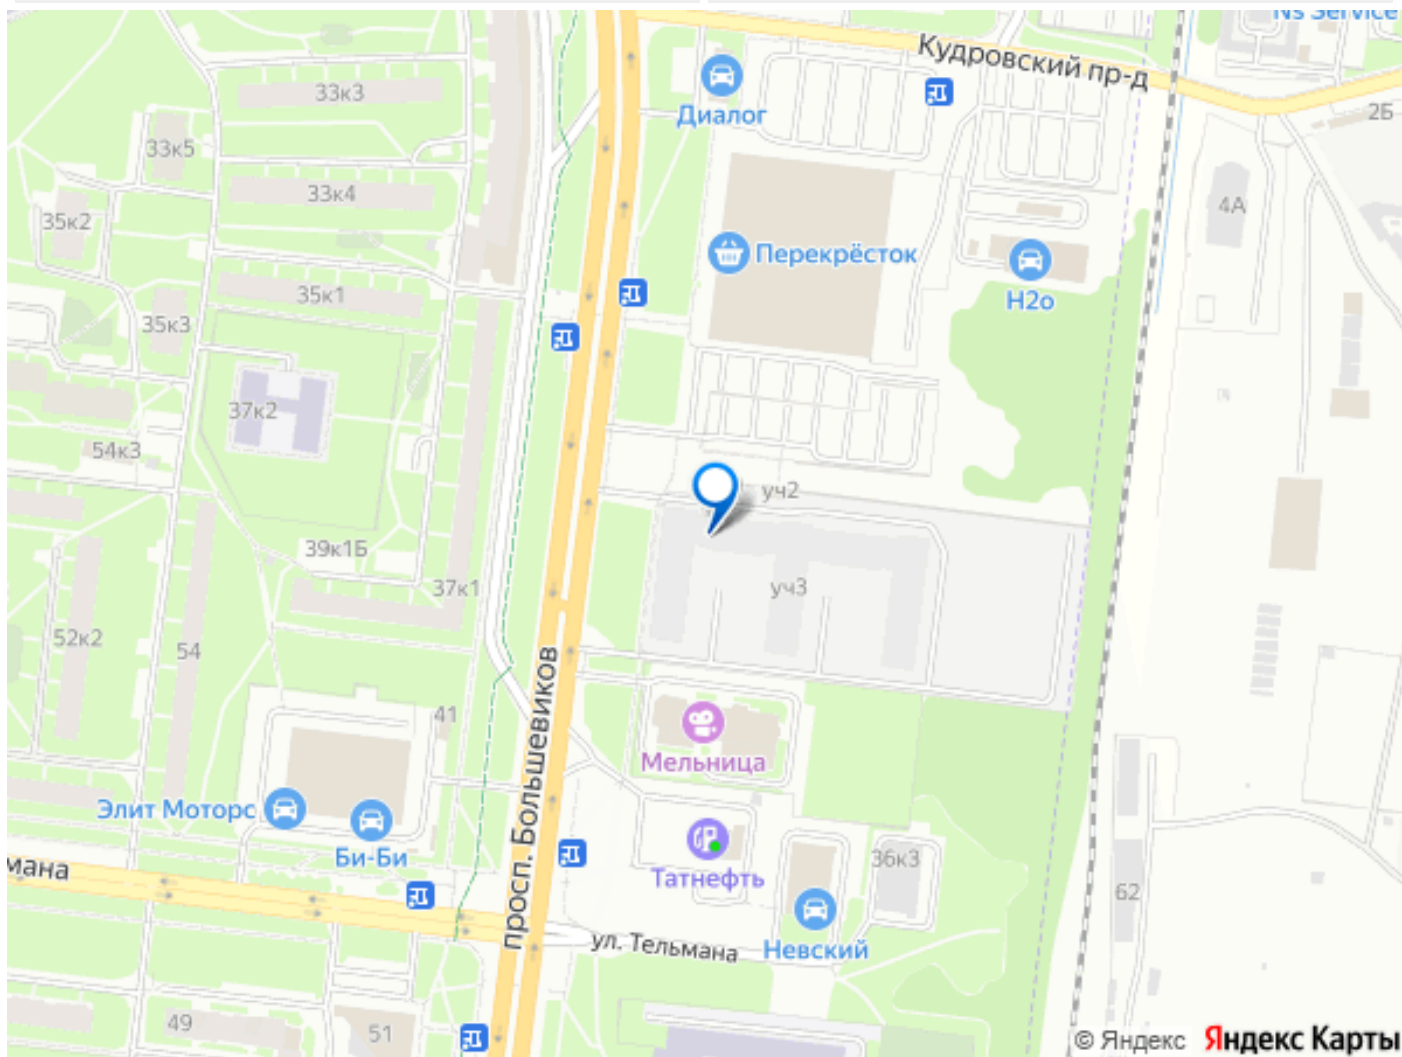 Ns Service
Кудровский пр-д
33к3
Диалог
2Б
33к5
33к4
4А
35к2
Перекрёсток
35к1
Н2о
35к3
37к2
54к3
уч2
39к1Б
37к1
уч3
52к2
54
просп. Большевиков
41
Мельница
Элит Моторс
Би-Би
мана
Татнефть
36к3
62
ул. Тельмана
Невский
49
51
© Яндекс Яндекс Карты